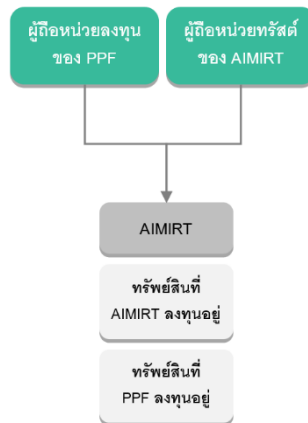 ผู้ถือหน่วยลงทุน
ของ PPF
ผู้ถือหน่วยทรัสต์
ของ AIMIRT
AIMIRT
ทรัพย์สินที่
AIMIRT ลงทุนอยู่
ทรัพย์สินที่
PPF ลงทุนอยู่